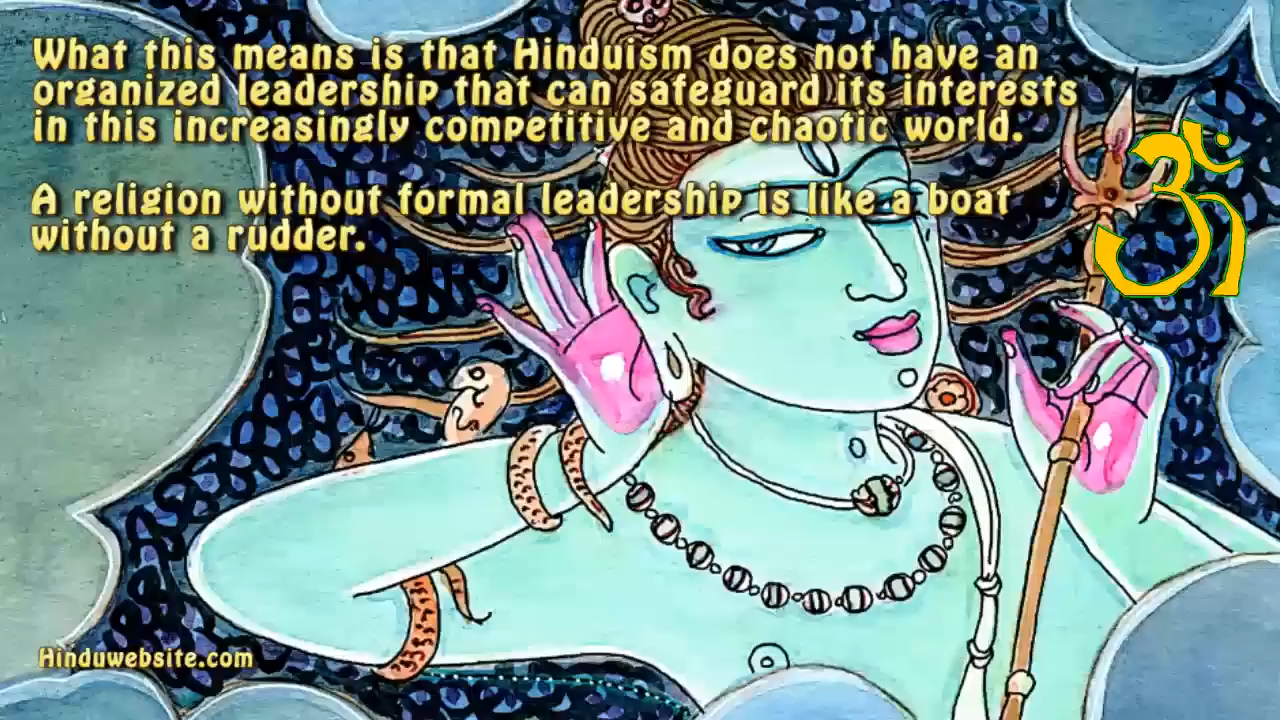 What this means is that Hinduism does not have an
organized leadership that can safeguard its interests
in this increasingly competitive and chaotic world.
A religion without formal leadership is like a boat
without a rudder.
ॐ
Hinduwebsite.com